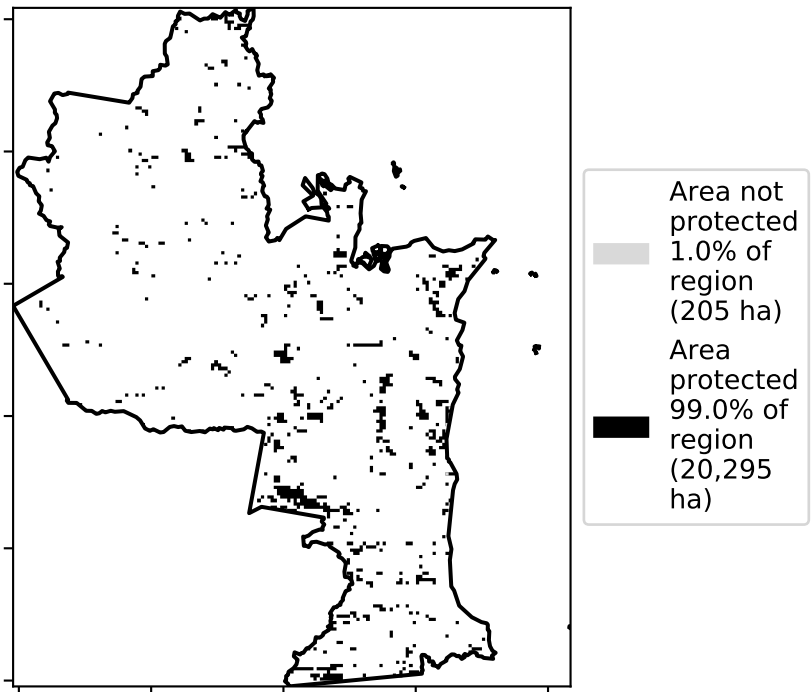 Area not
protected
1.0% of
region
(205 ha)
Area
protected
99.0% of
region
(20,295
ha)